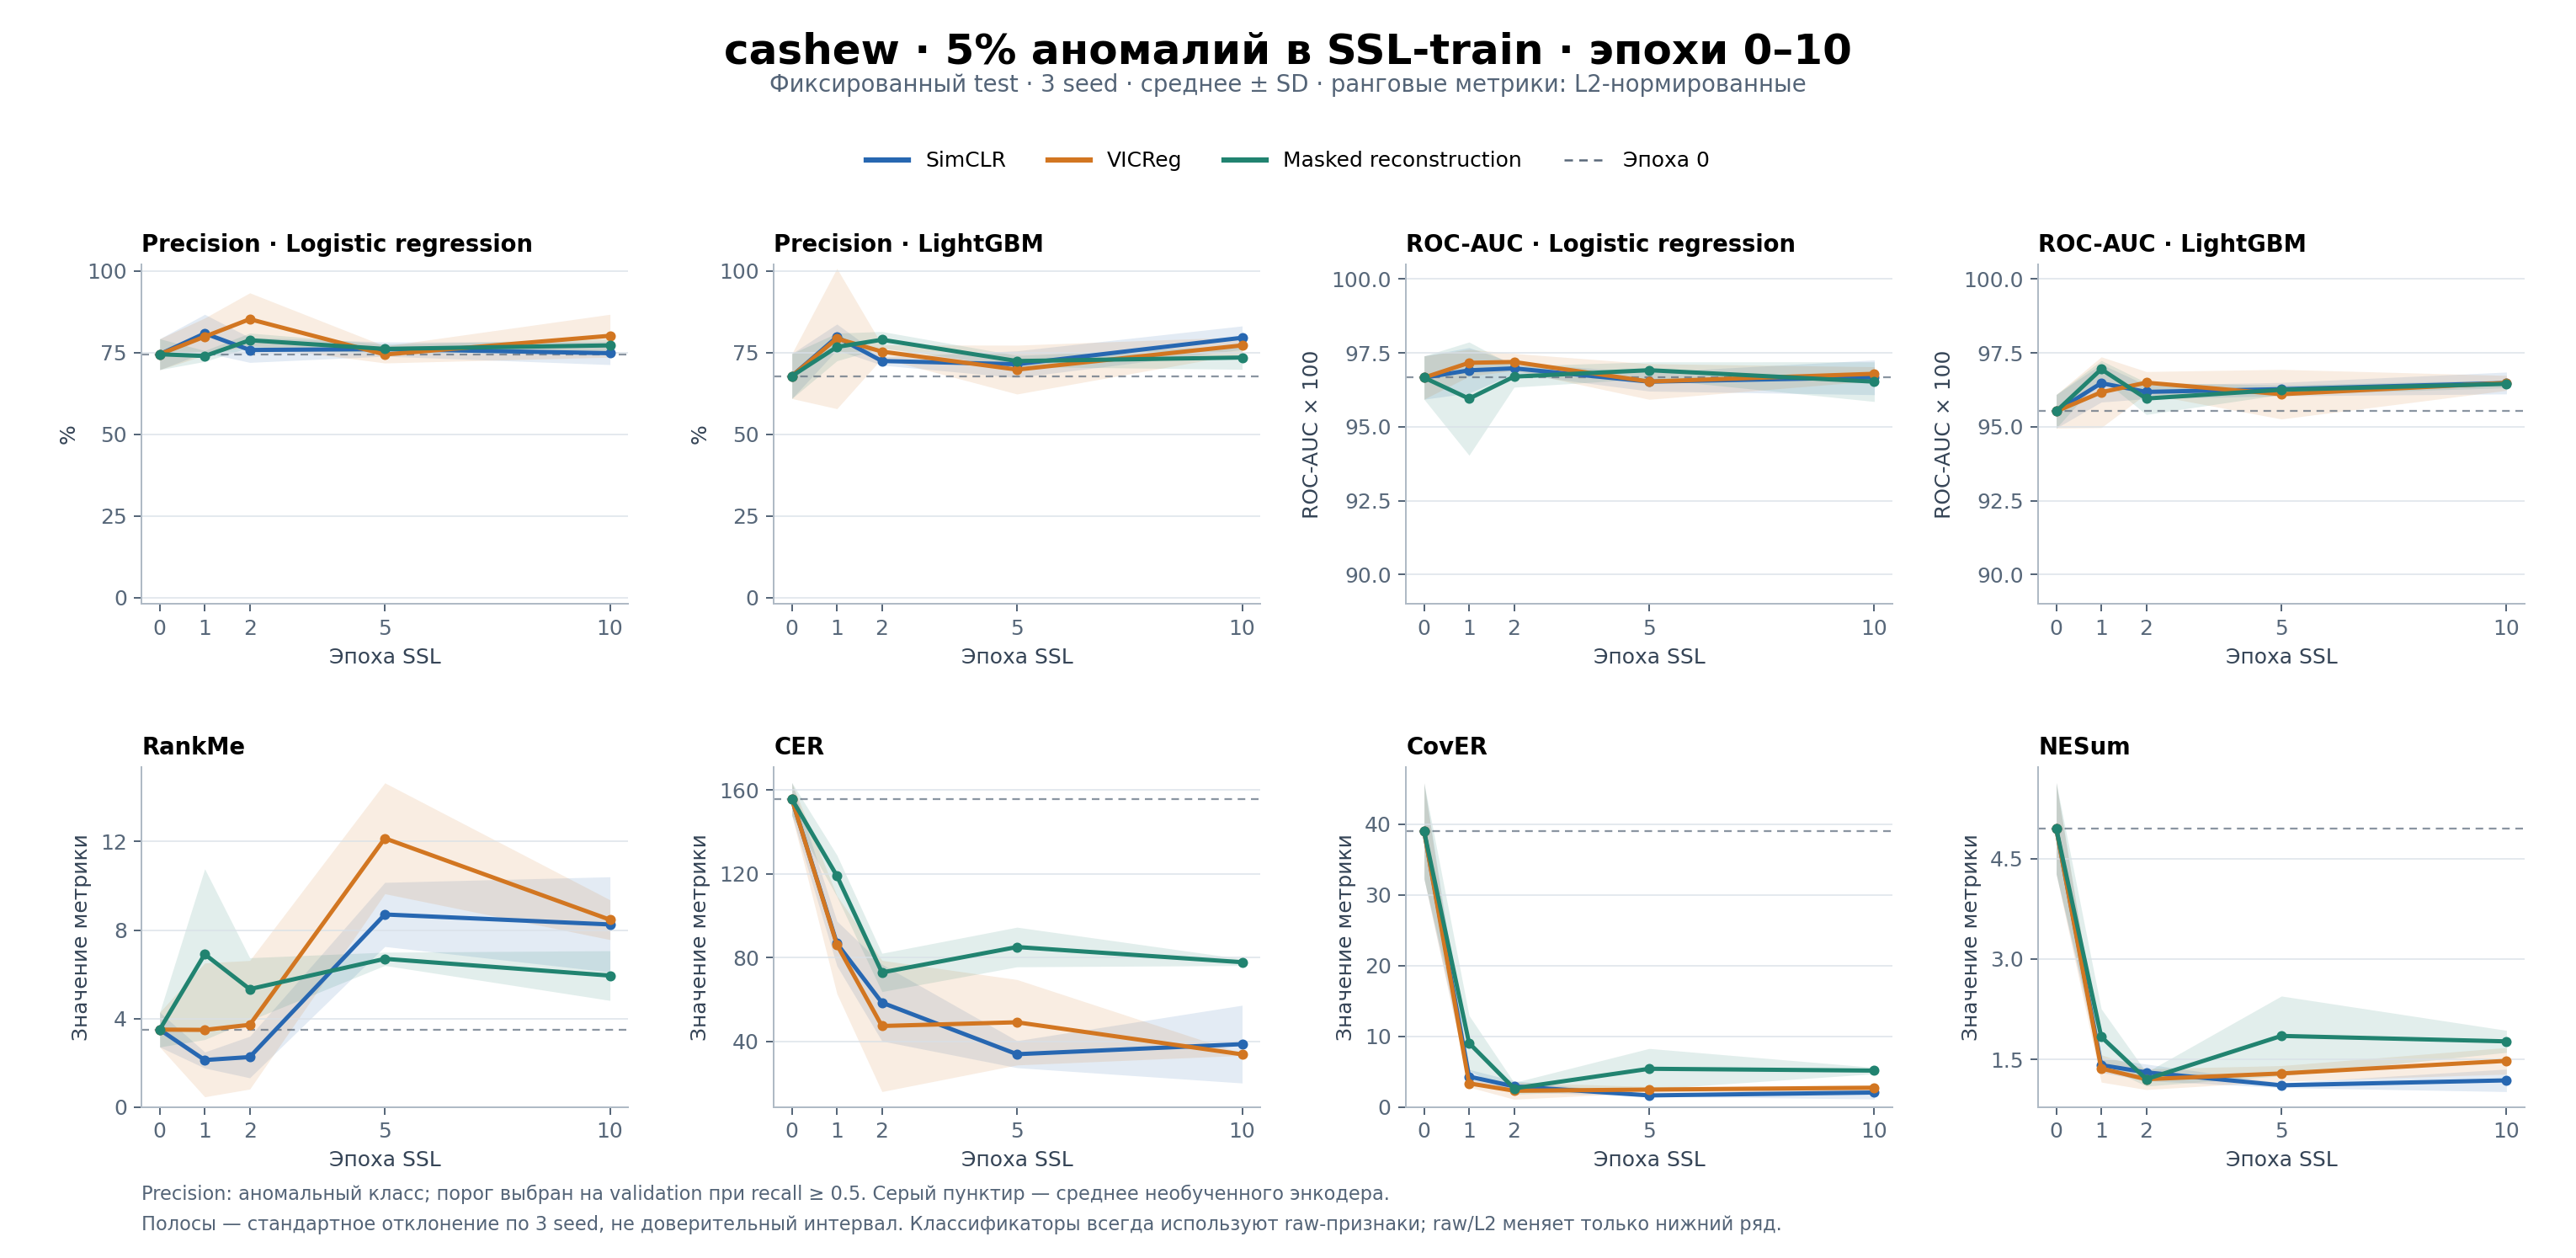 cashew · 5% аномалий в SSL-train · эпохи 0–10
Фиксированный test · 3 seed · среднее ± SD · ранговые метрики: L2-нормированные
SimCLR VICReg Masked reconstruction Эпоха 0
Precision · Logistic regression
100
75
50
25
0
%
0 1 2 5 10
Эпоха SSL
Precision · LightGBM
100
75
50
25
0
%
0 1 2 5 10
Эпоха SSL
ROC-AUC · Logistic regression
100.0
97.5
95.0
92.5
90.0
ROC-AUC × 100
0 1 2 5 10
Эпоха SSL
ROC-AUC · LightGBM
100.0
97.5
95.0
92.5
90.0
ROC-AUC × 100
0 1 2 5 10
Эпоха SSL
RankMe
12
8
4
0
Значение метрики
0 1 2 5 10
Эпоха SSL
CER
160
120
80
40
Значение метрики
0 1 2 5 10
Эпоха SSL
CovER
40
30
20
10
0
Значение метрики
0 1 2 5 10
Эпоха SSL
NESum
4.5
3.0
1.5
Значение метрики
0 1 2 5 10
Эпоха SSL
Precision: аномальный класс; порог выбран на validation при recall ≥ 0.5. Серый пунктир — среднее необученного энкодера.
Полосы — стандартное отклонение по 3 seed, не доверительный интервал. Классификаторы всегда используют raw-признаки; raw/L2 меняет только нижний ряд.